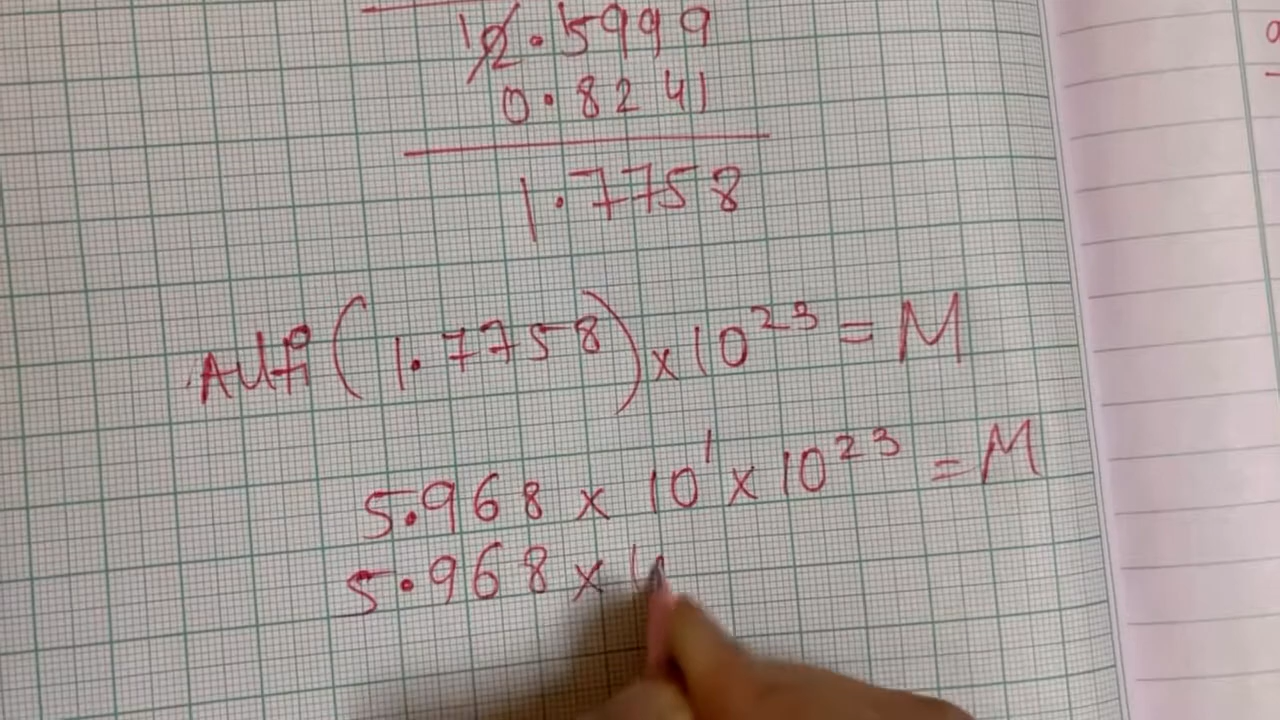 12.5999
0.8241
1.7758
Anti (1.7758) x 10²³ = M
5.968 x 10¹ x 10²³ = M
5.968 x 1